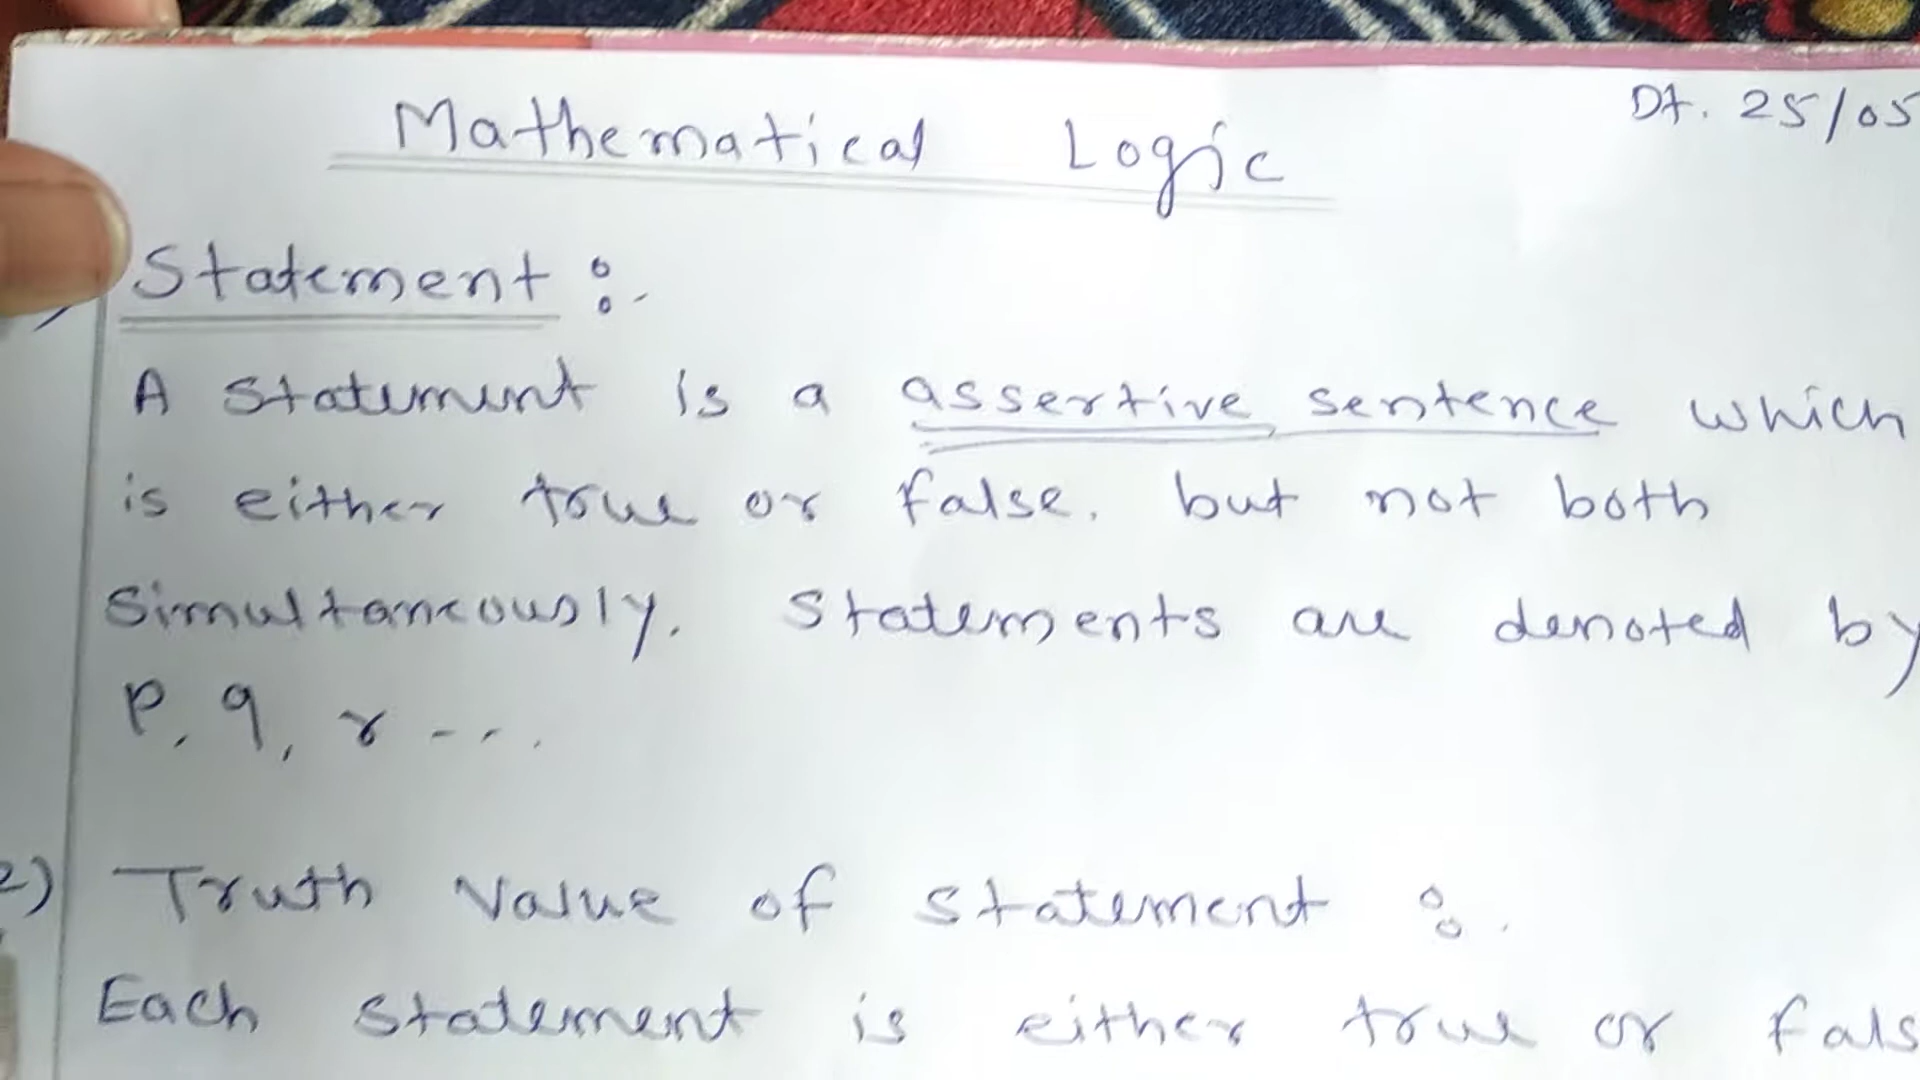 Mathematical Logic
Dt. 25/05
Statement :-
A statement is a assertive sentence which
is either true or false. but not both
simultaneously. Statements are denoted by
p, q, r ---.
2) Truth Value of statement :-
Each statement is either true or fals